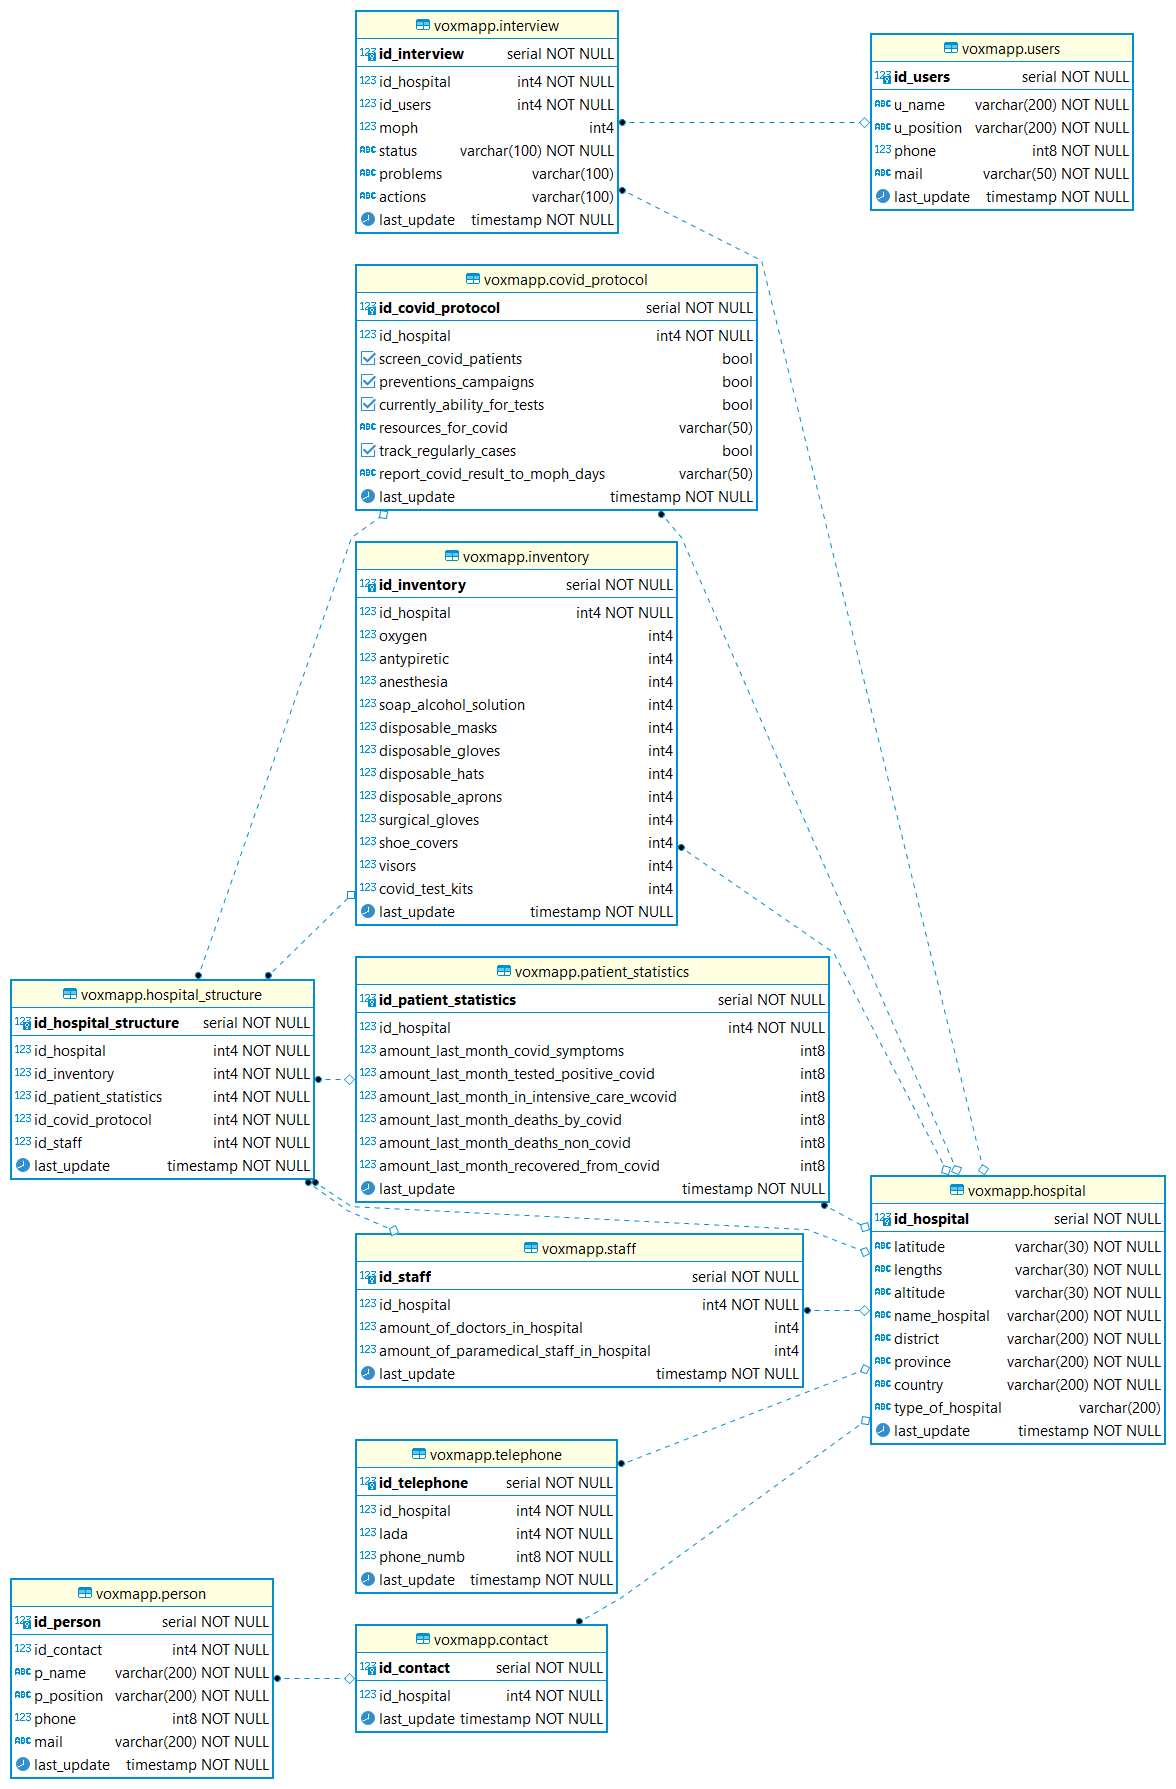 voxmapp.interview
id_interview serial NOT NULL
id_hospital int4 NOT NULL
id_users int4 NOT NULL
moph int4
status varchar(100) NOT NULL
problems varchar(100)
actions varchar(100)
last_update timestamp NOT NULL
voxmapp.users
id_users serial NOT NULL
u_name varchar(200) NOT NULL
u_position varchar(200) NOT NULL
phone int8 NOT NULL
mail varchar(50) NOT NULL
last_update timestamp NOT NULL
voxmapp.covid_protocol
id_covid_protocol serial NOT NULL
id_hospital int4 NOT NULL
screen_covid_patients bool
preventions_campaigns bool
currently_ability_for_tests bool
resources_for_covid varchar(50)
track_regularly_cases bool
report_covid_result_to_moph_days varchar(50)
last_update timestamp NOT NULL
voxmapp.inventory
id_inventory serial NOT NULL
id_hospital int4 NOT NULL
oxygen int4
antypiretic int4
anesthesia int4
soap_alcohol_solution int4
disposable_masks int4
disposable_gloves int4
disposable_hats int4
disposable_aprons int4
surgical_gloves int4
shoe_covers int4
visors int4
covid_test_kits int4
last_update timestamp NOT NULL
voxmapp.hospital_structure
id_hospital_structure serial NOT NULL
id_hospital int4 NOT NULL
id_inventory int4 NOT NULL
id_patient_statistics int4 NOT NULL
id_covid_protocol int4 NOT NULL
id_staff int4 NOT NULL
last_update timestamp NOT NULL
voxmapp.patient_statistics
id_patient_statistics serial NOT NULL
id_hospital int4 NOT NULL
amount_last_month_covid_symptoms int8
amount_last_month_tested_positive_covid int8
amount_last_month_in_intensive_care_wcovid int8
amount_last_month_deaths_by_covid int8
amount_last_month_deaths_non_covid int8
amount_last_month_recovered_from_covid int8
last_update timestamp NOT NULL
voxmapp.hospital
id_hospital serial NOT NULL
latitude varchar(30) NOT NULL
lengths varchar(30) NOT NULL
altitude varchar(30) NOT NULL
name_hospital varchar(200) NOT NULL
district varchar(200) NOT NULL
province varchar(200) NOT NULL
country varchar(200) NOT NULL
type_of_hospital varchar(200)
last_update timestamp NOT NULL
voxmapp.staff
id_staff serial NOT NULL
id_hospital int4 NOT NULL
amount_of_doctors_in_hospital int4
amount_of_paramedical_staff_in_hospital int4
last_update timestamp NOT NULL
voxmapp.telephone
id_telephone serial NOT NULL
id_hospital int4 NOT NULL
lada int4 NOT NULL
phone_numb int8 NOT NULL
last_update timestamp NOT NULL
voxmapp.person
id_person serial NOT NULL
id_contact int4 NOT NULL
p_name varchar(200) NOT NULL
p_position varchar(200) NOT NULL
phone int8 NOT NULL
mail varchar(200) NOT NULL
last_update timestamp NOT NULL
voxmapp.contact
id_contact serial NOT NULL
id_hospital int4 NOT NULL
last_update timestamp NOT NULL